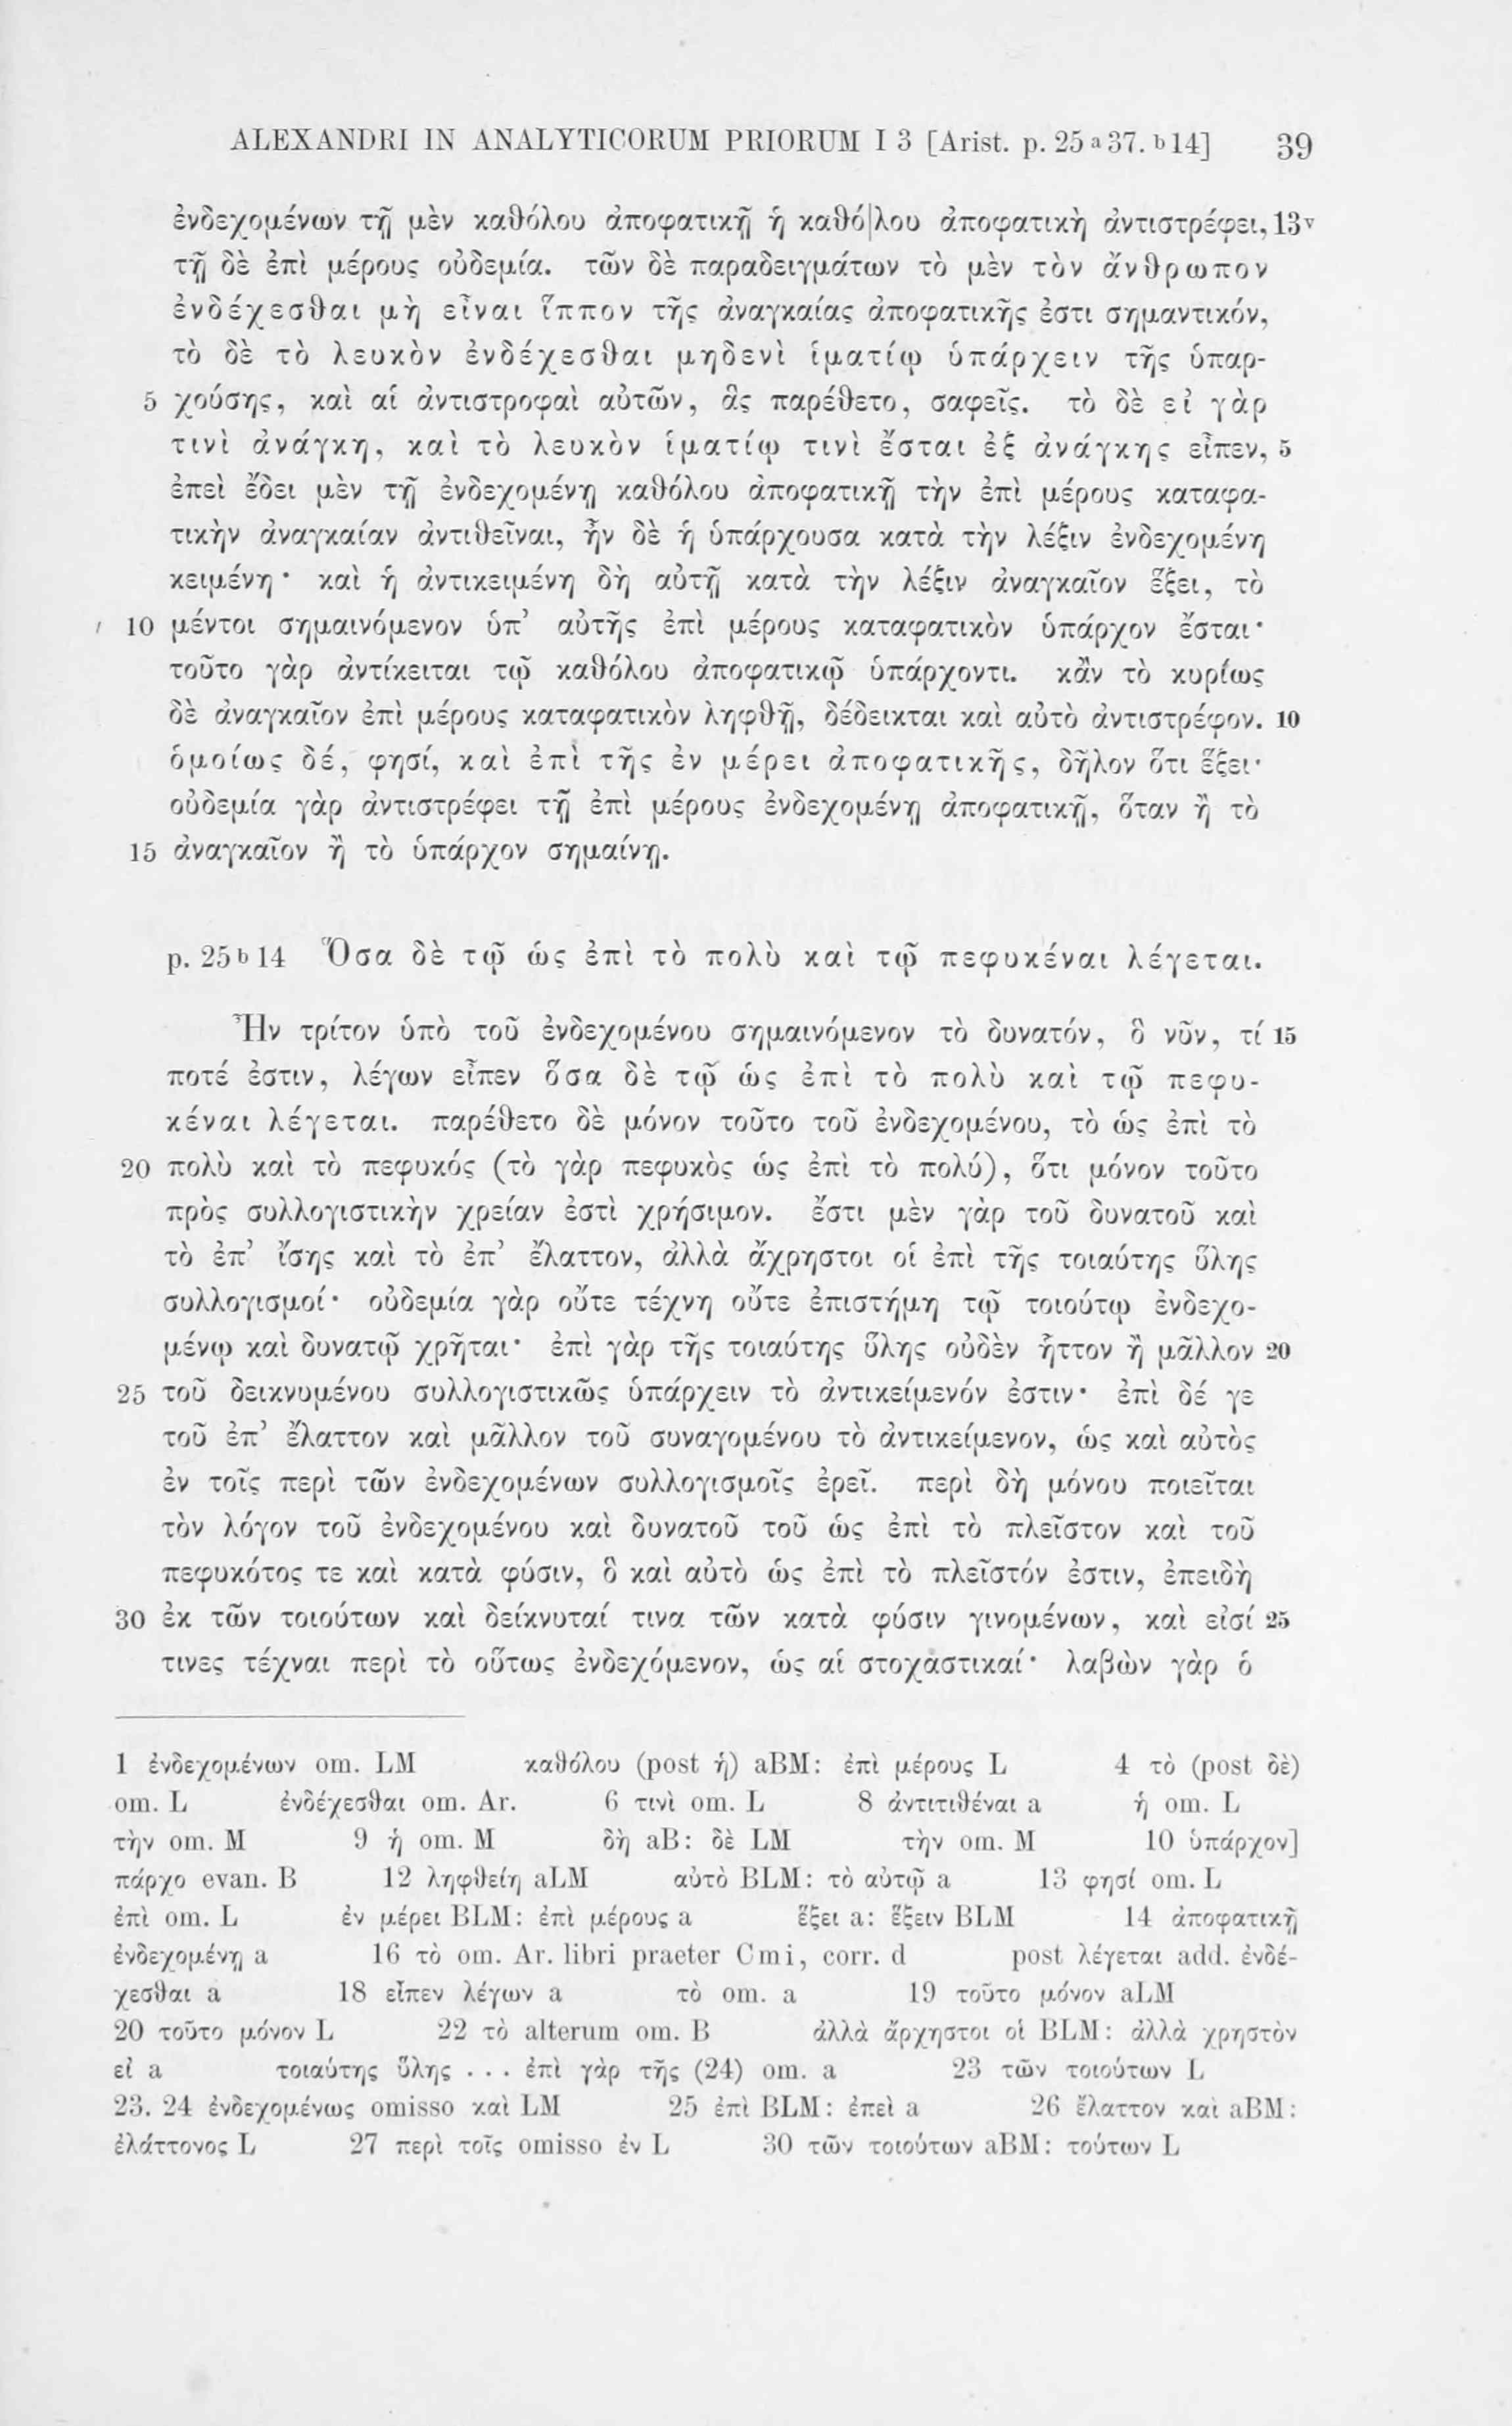 ALEXANDRI IN ANALYTICORUM PRIORUM I 3 [Arist. p. 25 a 37. b 14] 39
ἐνδεχομένων τῇ μὲν καθόλου ἀποφατικῇ ἡ καθό|λου ἀποφατικὴ ἀντιστρέφει, 13v
τῇ δὲ ἐπὶ μέρους οὐδεμία. τῶν δὲ παραδειγμάτων τὸ μὲν τὸν ἄνθρωπον
ἐνδέχεσθαι μὴ εἶναι ἵππον τῆς ἀναγκαίας ἀποφατικῆς ἐστι σημαντικόν,
τὸ δὲ τὸ λευκὸν ἐνδέχεσθαι μηδενὶ ἱματίῳ ὑπάρχειν τῆς ὑπαρ-
5 χούσης, καὶ αἱ ἀντιστροφαὶ αὐτῶν, ἃς παρέθετο, σαφεῖς. τὸ δὲ εἰ γὰρ
τινὶ ἀνάγκη, καὶ τὸ λευκὸν ἱματίῳ τινὶ ἔσται ἐξ ἀνάγκης εἶπεν, 5
ἐπεὶ ἔδει μὲν τῇ ἐνδεχομένῃ καθόλου ἀποφατικῇ τὴν ἐπὶ μέρους καταφα-
τικὴν ἀναγκαίαν ἀντιθεῖναι, ἦν δὲ ἡ ὑπάρχουσα κατὰ τὴν λέξιν ἐνδεχομένη
κειμένη· καὶ ἡ ἀντικειμένη δὴ αὐτῇ κατὰ τὴν λέξιν ἀναγκαῖον ἕξει, τὸ
10 μέντοι σημαινόμενον ὑπ’ αὐτῆς ἐπὶ μέρους καταφατικὸν ὑπάρχον ἔσται·
τοῦτο γὰρ ἀντίκειται τῷ καθόλου ἀποφατικῷ ὑπάρχοντι. κἂν τὸ κυρίως
δὲ ἀναγκαῖον ἐπὶ μέρους καταφατικὸν ληφθῇ, δέδεικται καὶ αὐτὸ ἀντιστρέφον. 10
ὁμοίως δέ, φησί, καὶ ἐπὶ τῆς ἐν μέρει ἀποφατικῆς, δῆλον ὅτι ἕξει·
οὐδεμία γὰρ ἀντιστρέφει τῇ ἐπὶ μέρους ἐνδεχομένῃ ἀποφατικῇ, ὅταν ἢ τὸ
15 ἀναγκαῖον ἢ τὸ ὑπάρχον σημαίνῃ.
p. 25 b 14 Ὅσα δὲ τῷ ὡς ἐπὶ τὸ πολὺ καὶ τῷ πεφυκέναι λέγεται.
Ἦν τρίτον ὑπὸ τοῦ ἐνδεχομένου σημαινόμενον τὸ δυνατόν, ὃ νῦν, τί 15
ποτέ ἐστιν, λέγων εἶπεν ὅσα δὲ τῷ ὡς ἐπὶ τὸ πολὺ καὶ τῷ πεφυ-
κέναι λέγεται. παρέθετο δὲ μόνον τοῦτο τοῦ ἐνδεχομένου, τὸ ὡς ἐπὶ τὸ
20 πολὺ καὶ τὸ πεφυκός (τὸ γὰρ πεφυκὸς ὡς ἐπὶ τὸ πολύ), ὅτι μόνον τοῦτο
πρὸς συλλογιστικὴν χρείαν ἐστὶ χρήσιμον. ἔστι μὲν γὰρ τοῦ δυνατοῦ καὶ
τὸ ἐπ’ ἴσης καὶ τὸ ἐπ’ ἔλαττον, ἀλλὰ ἄχρηστοι οἱ ἐπὶ τῆς τοιαύτης ὕλης
συλλογισμοί· οὐδεμία γὰρ οὔτε τέχνη οὔτε ἐπιστήμη τῷ τοιούτῳ ἐνδεχο-
μένῳ καὶ δυνατῷ χρῆται· ἐπὶ γὰρ τῆς τοιαύτης ὕλης οὐδὲν ἧττον ἢ μᾶλλον 20
25 τοῦ δεικνυμένου συλλογιστικῶς ὑπάρχειν τὸ ἀντικείμενόν ἐστιν· ἐπὶ δέ γε
τοῦ ἐπ’ ἔλαττον καὶ μᾶλλον τοῦ συναγομένου τὸ ἀντικείμενον, ὡς καὶ αὐτὸς
ἐν τοῖς περὶ τῶν ἐνδεχομένων συλλογισμοῖς ἐρεῖ. περὶ δὴ μόνου ποιεῖται
τὸν λόγον τοῦ ἐνδεχομένου καὶ δυνατοῦ τοῦ ὡς ἐπὶ τὸ πλεῖστον καὶ τοῦ
πεφυκότος τε καὶ κατὰ φύσιν, ὃ καὶ αὐτὸ ὡς ἐπὶ τὸ πλεῖστόν ἐστιν, ἐπειδὴ
30 ἐκ τῶν τοιούτων καὶ δείκνυταί τινα τῶν κατὰ φύσιν γινομένων, καὶ εἰσί 25
τινες τέχναι περὶ τὸ οὕτως ἐνδεχόμενον, ὡς αἱ στοχαστικαί· λαβὼν γὰρ ὁ
1 ἐνδεχομένων om. LM καθόλου (post ἡ) aBM: ἐπὶ μέρους L 4 τὸ (post δὲ)
om. L ἐνδέχεσθαι om. Ar. 6 τινὶ om. L 8 ἀντιτιθέναι a ἡ om. L
τὴν om. M 9 ἡ om. M δὴ aB: δὲ LM τὴν om. M 10 ὑπάρχον]
πάρχο evan. B 12 ληφθείη aLM αὐτὸ BLM: τὸ αὐτῷ a 13 φησί om. L
ἐπὶ om. L ἐν μέρει BLM: ἐπὶ μέρους a ἕξει a: ἕξειν BLM 14 ἀποφατικῇ
ἐνδεχομένῃ a 16 τὸ om. Ar. libri praeter Cmi, corr. d post λέγεται add. ἐνδέ-
χεσθαι a 18 εἶπεν λέγων a τὸ om. a 19 τοῦτο μόνον aLM
20 τοῦτο μόνον L 22 τὸ alterum om. B ἀλλὰ ἄρχηστοι οἱ BLM: ἀλλὰ χρηστὸν
εἰ a τοιαύτης ὕλης . . . ἐπὶ γὰρ τῆς (24) om. a 23 τῶν τοιούτων L
23. 24 ἐνδεχομένως omisso καὶ LM 25 ἐπὶ BLM: ἐπεὶ a 26 ἔλαττον καὶ aBM:
ἐλάττονος L 27 περὶ τοῖς omisso ἐν L 30 τῶν τοιούτων aBM: τούτων L